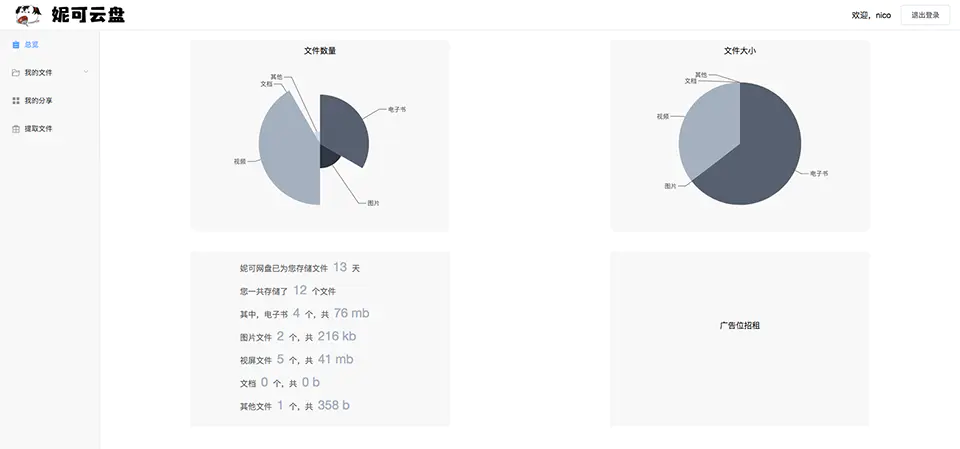 妮可云盘
欢迎，nico
退出登录
总览
我的文件
我的分享
提取文件
文件数量
其他
文档
电子书
视频
图片
文件大小
其他
文档
视频
图片
电子书
妮可网盘已为您存储文件 13 天
您一共存储了 12 个文件
其中，电子书 4 个，共 76 mb
图片文件 2 个，共 216 kb
视屏文件 5 个，共 41 mb
文档 0 个，共 0 b
其他文件 1 个，共 358 b
广告位招租